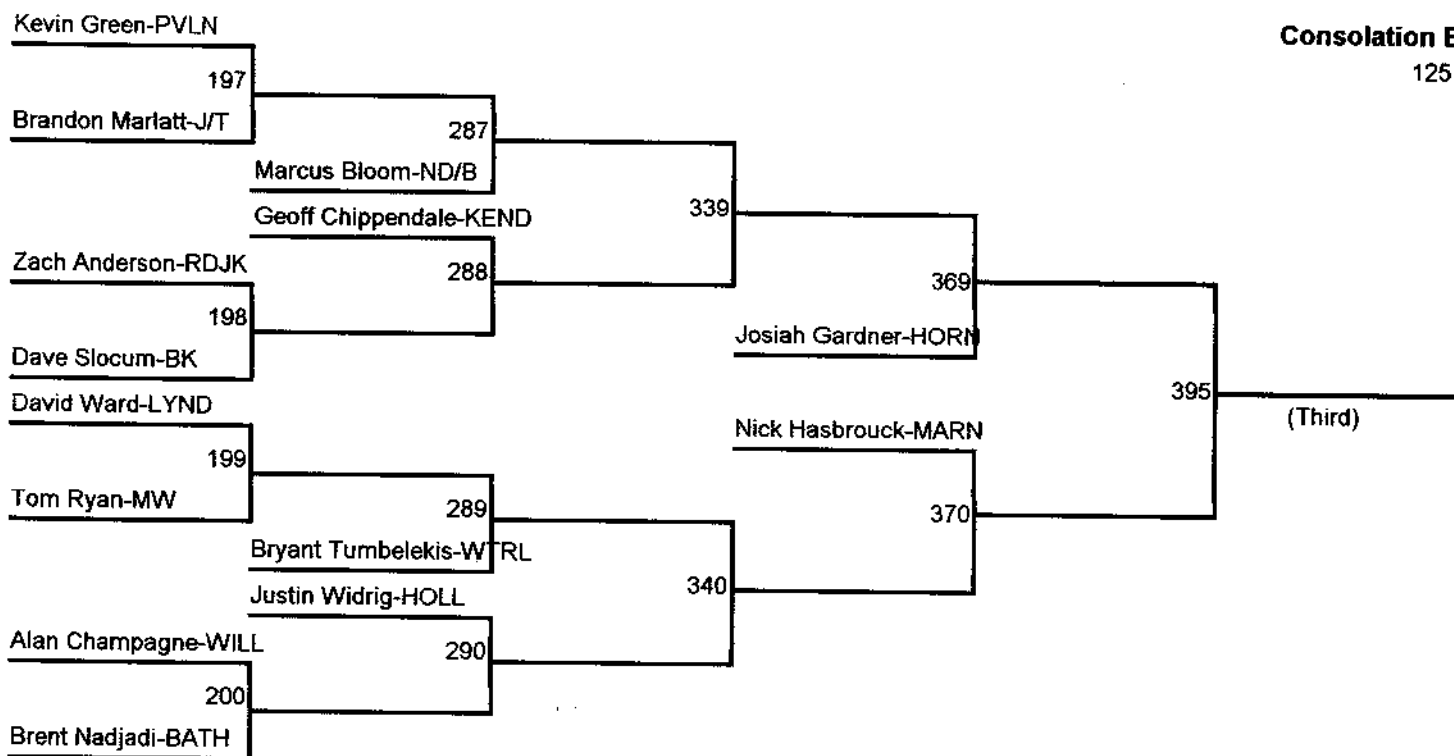 Kevin Green-PVLN
Consolation
125
197
Brandon Marlatt-J/T
287
Marcus Bloom-ND/B
339
Geoff Chippendale-KEND
Zach Anderson-RDJK
288
369
198
Josiah Gardner-HORN
Dave Slocum-BK
395
David Ward-LYND
(Third)
Nick Hasbrouck-MARN
199
Tom Ryan-MW
289
370
Bryant Tumbelekis-WTRL
340
Justin Widrig-HOLL
Alan Champagne-WILL
290
200
Brent Nadjadi-BATH